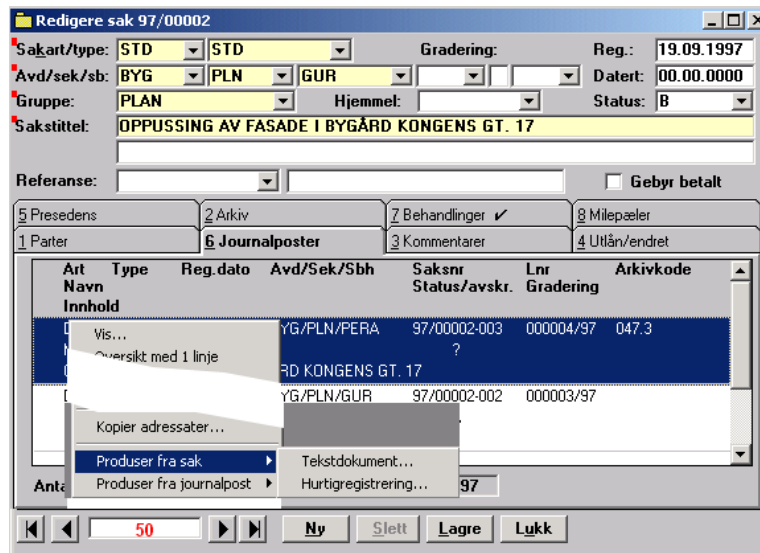 Redigere sak 97/00002
Sakart/type: STD STD Gradering: Reg.: 19.09.1997
Avd/sek/sb: BYG PLN GUR Datert: 00.00.0000
Gruppe: PLAN Hjemmel: Status: B
Sakstittel: OPPUSSING AV FASADE I BYGÅRD KONGENS GT. 17
Referanse: Gebyr betalt
5 Presedens 2 Arkiv 7 Behandlinger ✔ 8 Milepæler
1 Parter 6 Journalposter 3 Kommentarer 4 Utlån/endret
Art Type Reg.dato Avd/Sek/Sbh Saksnr Lnr Arkivkode
Navn Status/avskr. Gradering
Innhold
YG/PLN/PERA 97/00002-003 000004/97 047.3
Vis...
?
Oversikt med 1 linje
RD KONGENS GT. 17
YG/PLN/GUR 97/00002-002 000003/97
Kopier adressater...
Produser fra sak Tekstdokument...
Anta Produser fra journalpost Hurtigregistrering... 97
50 Ny Slett Lagre Lukk